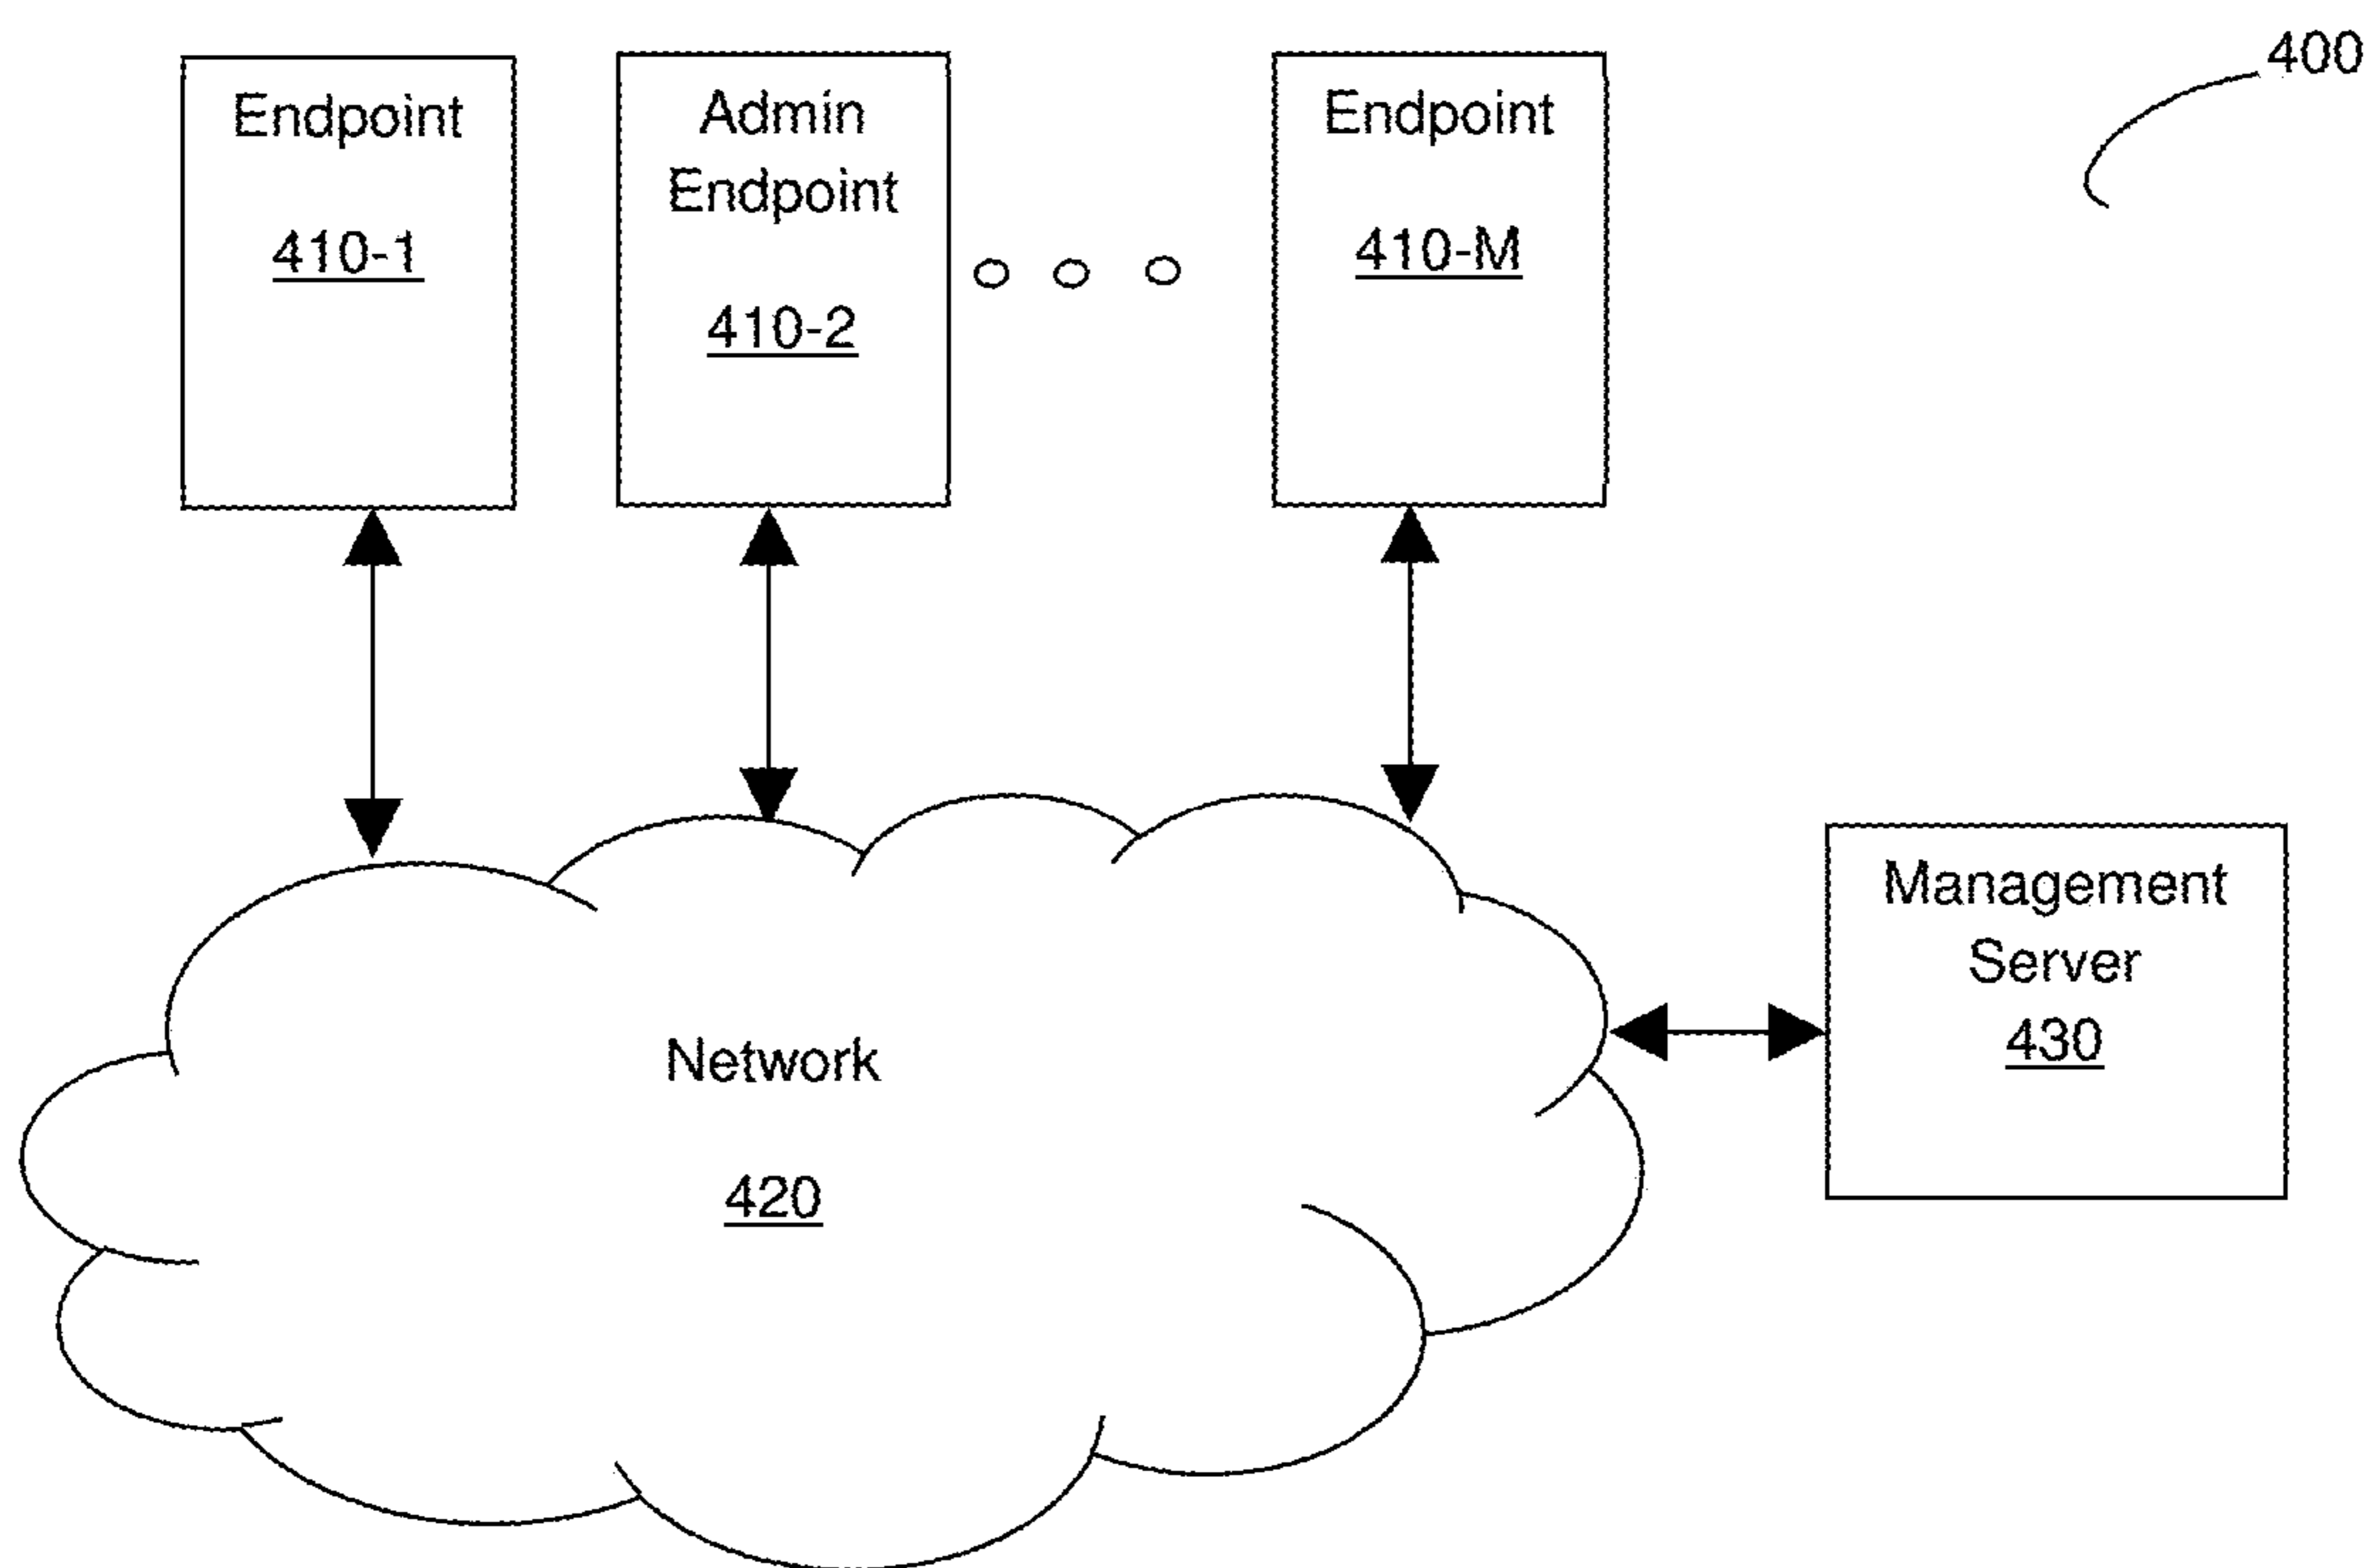 400
Endpoint
410-1
Admin
Endpoint
410-2
Endpoint
410-M
Network
420
Management
Server
430